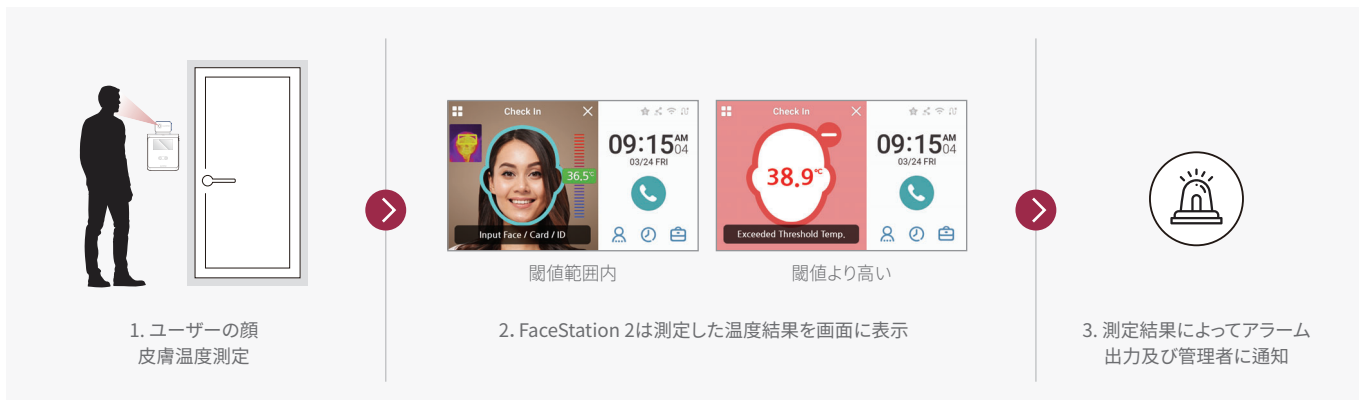 Check In
36.5℃
Input Face / Card / ID
09:15AM
04
03/24 FRI
閾値範囲内
Check In
38.9℃
Exceeded Threshold Temp.
09:15AM
04
03/24 FRI
閾値より高い
1. ユーザーの顔
皮膚温度測定
2. FaceStation 2は測定した温度結果を画面に表示
3. 測定結果によってアラーム
出力及び管理者に通知